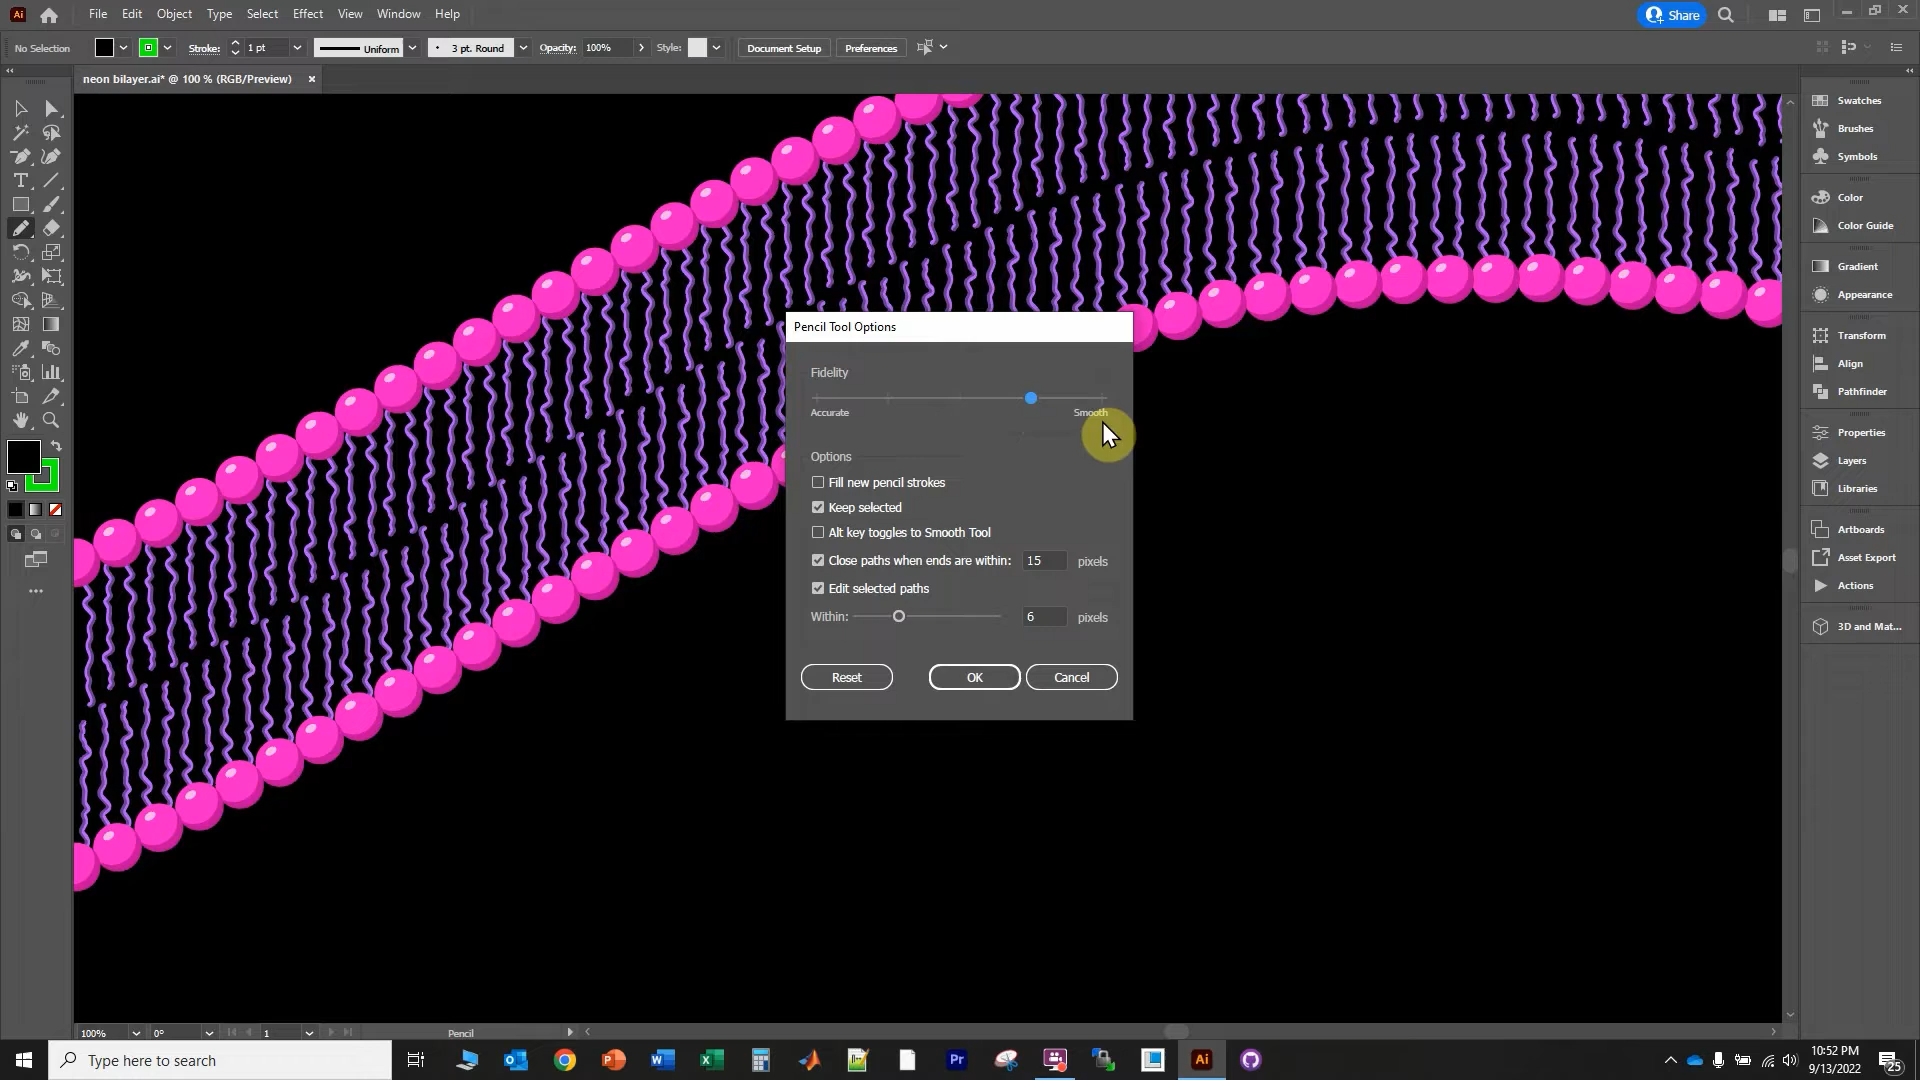 Ai File Edit Object Type Select Effect View Window Help Share
No Selection Stroke: 1 pt Uniform 3 pt. Round Opacity: 100% Style: Document Setup Preferences
neon bilayer.ai* @ 100 % (RGB/Preview)
Swatches
Brushes
Symbols
Color
Color Guide
Gradient
Appearance
Transform
Align
Pathfinder
Properties
Layers
Libraries
Artboards
Asset Export
Actions
3D and Mat...
Pencil Tool Options
Fidelity
Accurate Smooth
Options
Fill new pencil strokes
Keep selected
Alt key toggles to Smooth Tool
Close paths when ends are within: 15 pixels
Edit selected paths
Within: 6 pixels
Reset OK Cancel
100% 0° 1 Pencil
Type here to search
Pr Ai
10:52 PM
9/13/2022
25